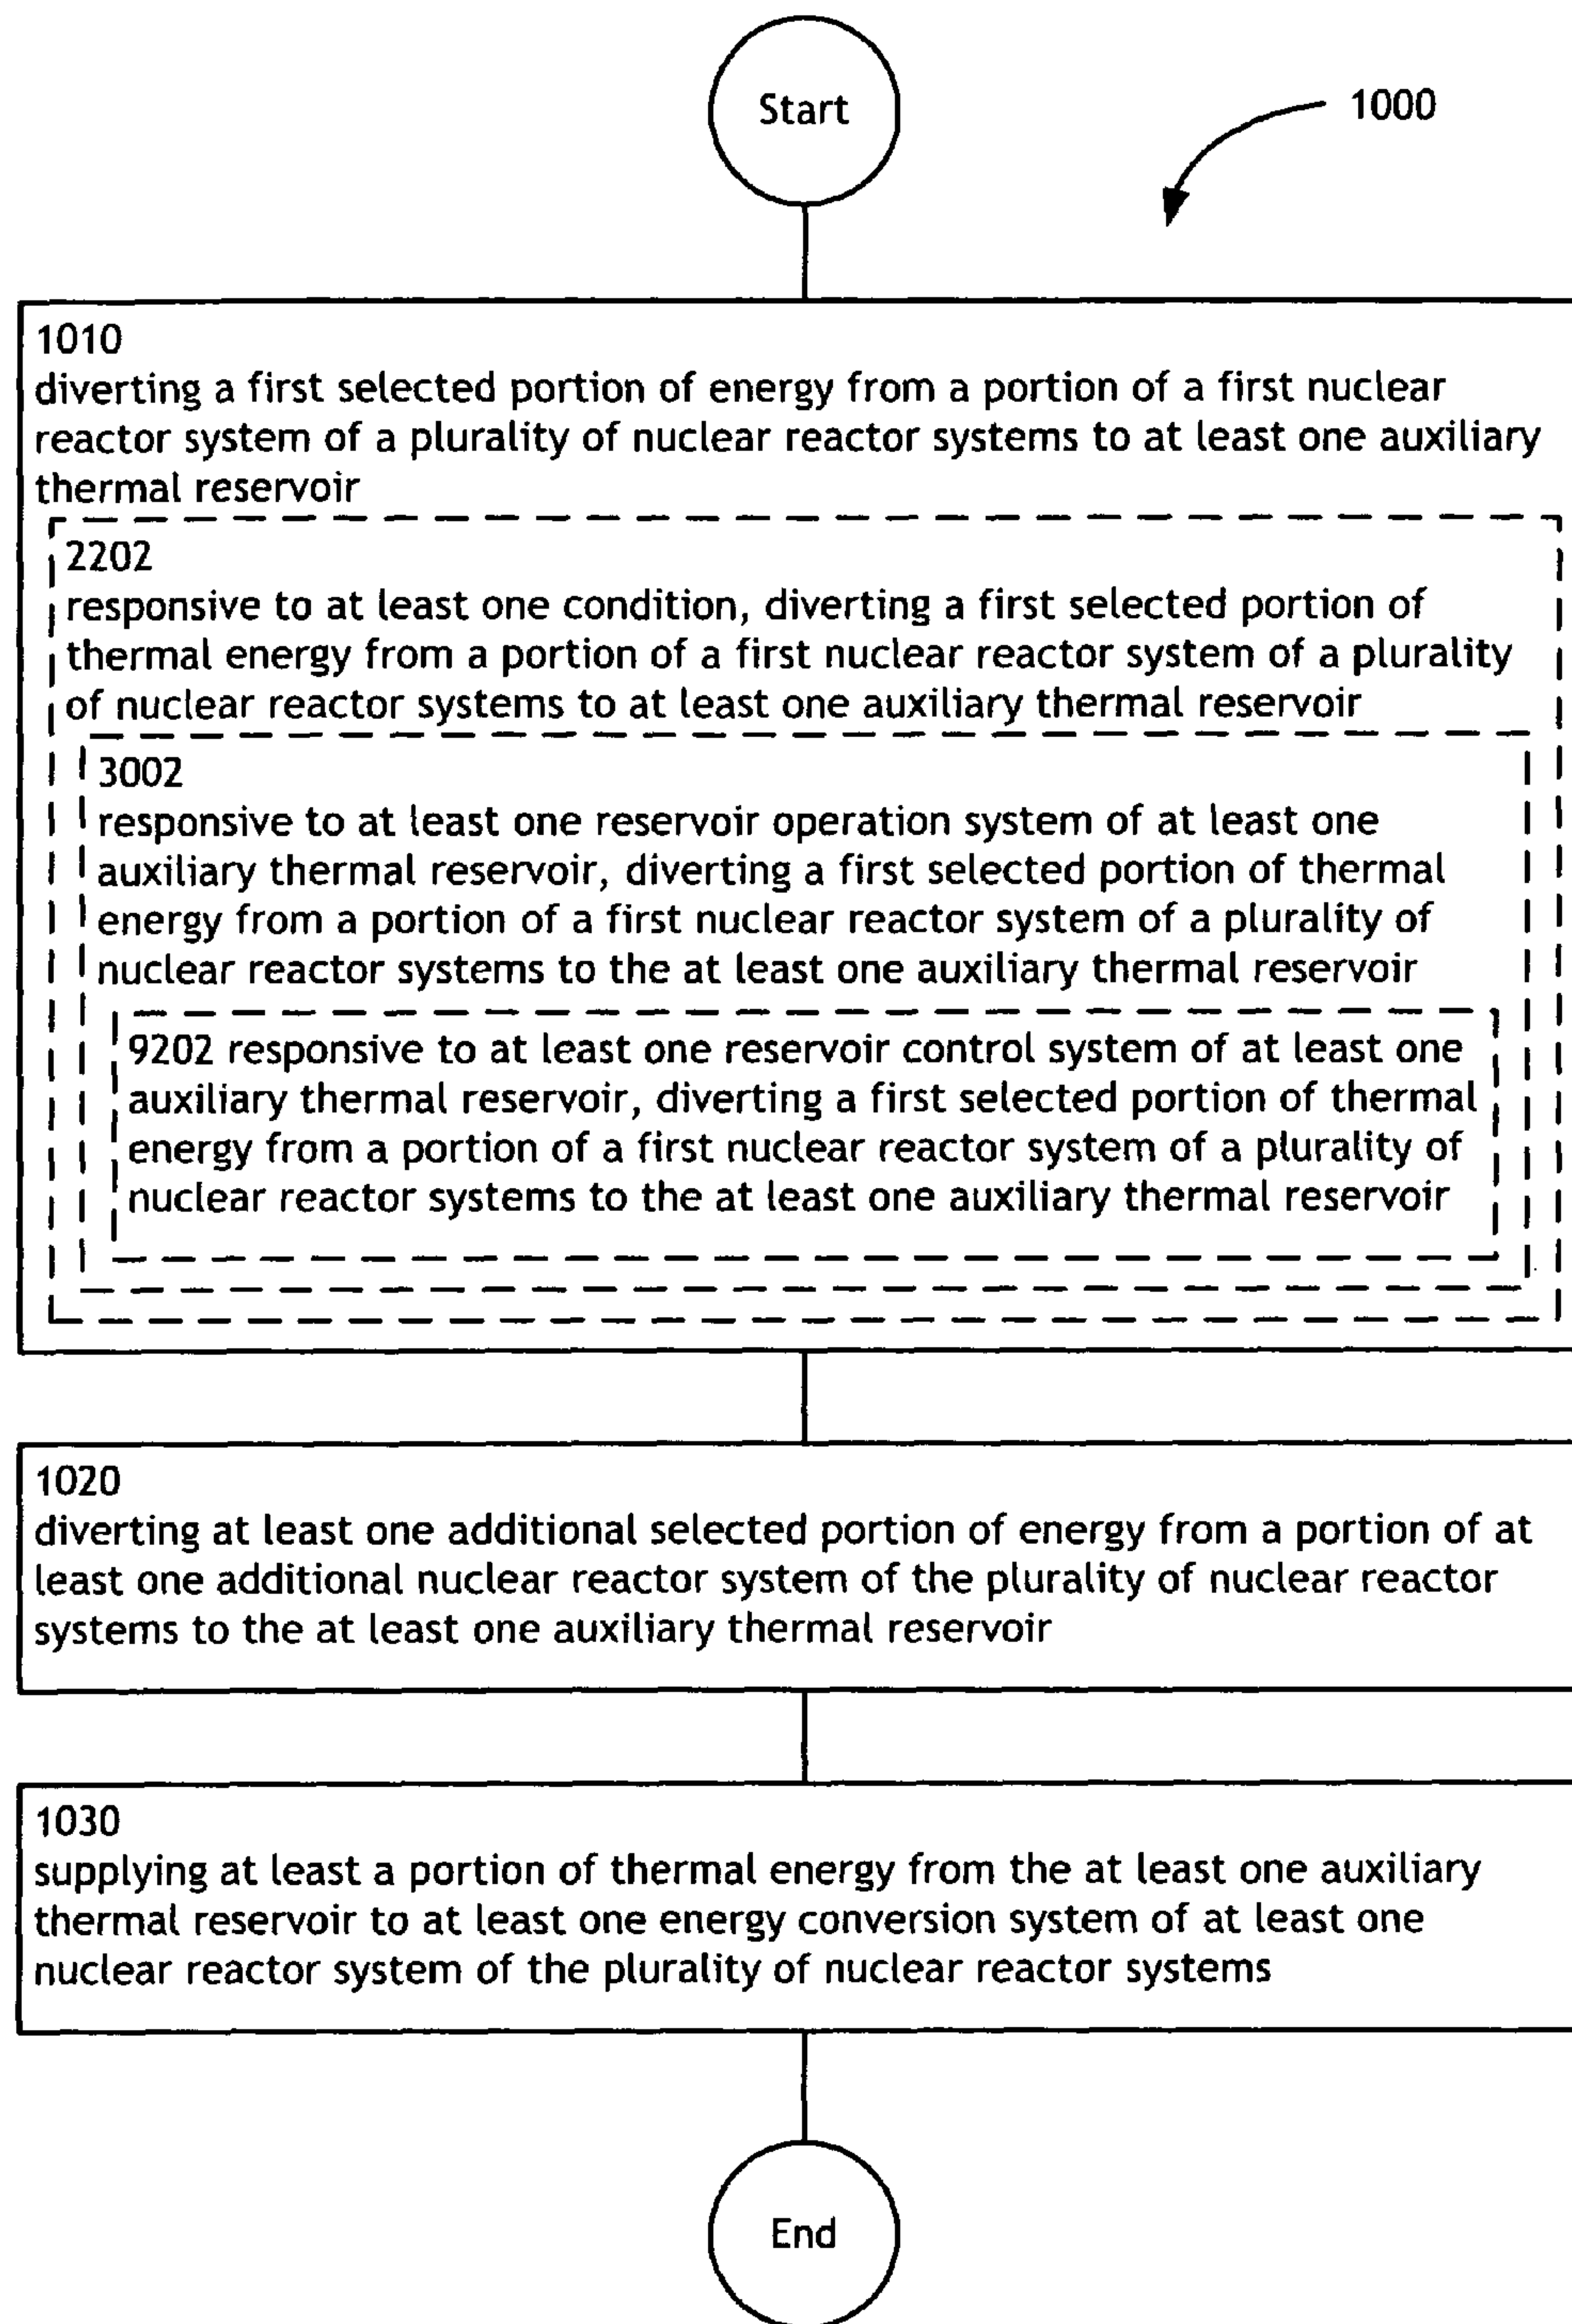 Start
1000
1010
diverting a first selected portion of energy from a portion of a first nuclear
reactor system of a plurality of nuclear reactor systems to at least one auxiliary
thermal reservoir
2202
responsive to at least one condition, diverting a first selected portion of
thermal energy from a portion of a first nuclear reactor system of a plurality
of nuclear reactor systems to at least one auxiliary thermal reservoir
3002
responsive to at least one reservoir operation system of at least one
auxiliary thermal reservoir, diverting a first selected portion of thermal
energy from a portion of a first nuclear reactor system of a plurality of
nuclear reactor systems to the at least one auxiliary thermal reservoir
9202 responsive to at least one reservoir control system of at least one
auxiliary thermal reservoir, diverting a first selected portion of thermal
energy from a portion of a first nuclear reactor system of a plurality of
nuclear reactor systems to the at least one auxiliary thermal reservoir
1020
diverting at least one additional selected portion of energy from a portion of at
least one additional nuclear reactor system of the plurality of nuclear reactor
systems to the at least one auxiliary thermal reservoir
1030
supplying at least a portion of thermal energy from the at least one auxiliary
thermal reservoir to at least one energy conversion system of at least one
nuclear reactor system of the plurality of nuclear reactor systems
End